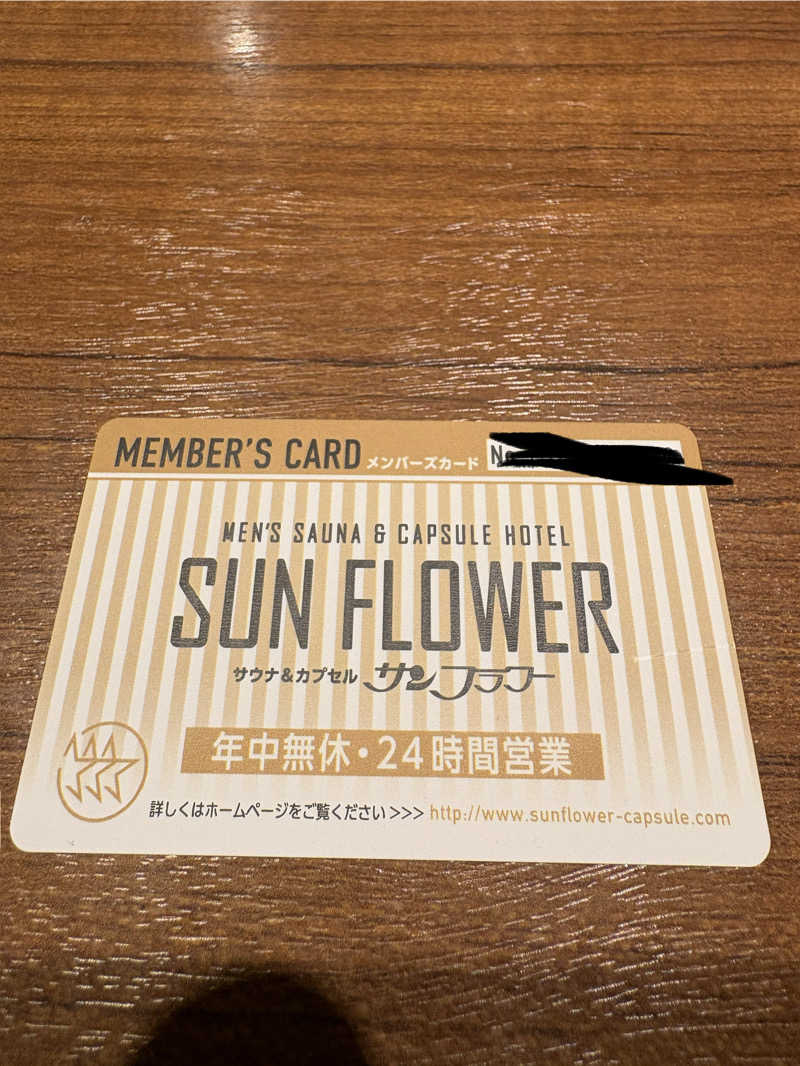 MEMBER'S CARD メンバーズカード No
MEN'S SAUNA & CAPSULE HOTEL
SUN FLOWER
サウナ&カプセル サンフラワー
年中無休・24時間営業
詳しくはホームページをご覧ください>>> http://www.sunflower-capsule.com